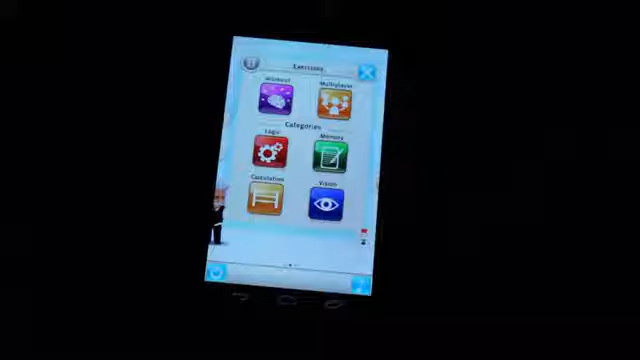 Exercises
Workout
Multiplayer
Categories
Logic
Memory
Calculation
Vision